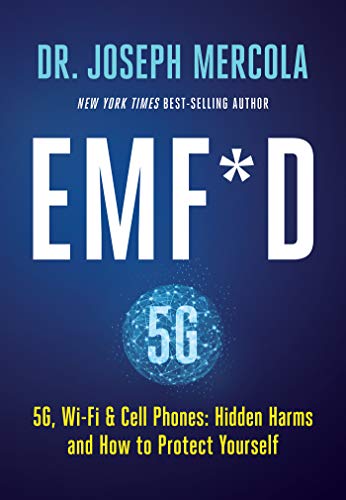 DR. JOSEPH MERCOLA
NEW YORK TIMES BEST-SELLING AUTHOR
EMF*D
5G
5G, Wi-Fi & Cell Phones: Hidden Harms
and How to Protect Yourself